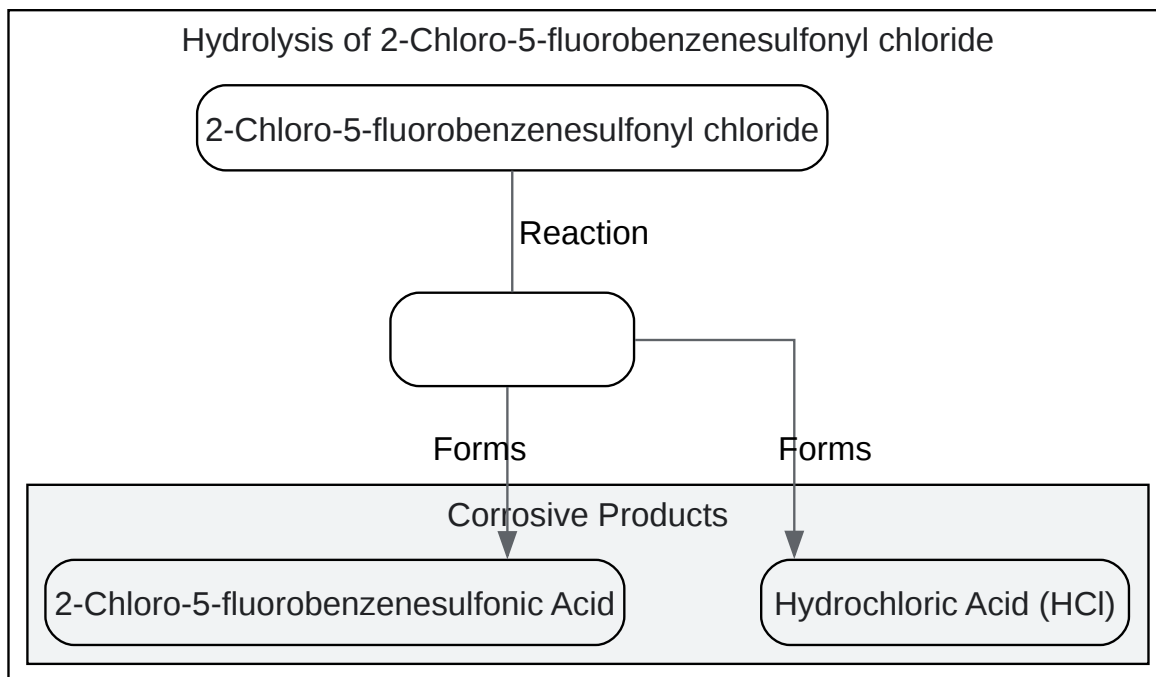 Hydrolysis of 2-Chloro-5-fluorobenzenesulfonyl chloride
2-Chloro-5-fluorobenzenesulfonyl chloride
Reaction
Forms
Forms
Corrosive Products
2-Chloro-5-fluorobenzenesulfonic Acid
Hydrochloric Acid (HCl)